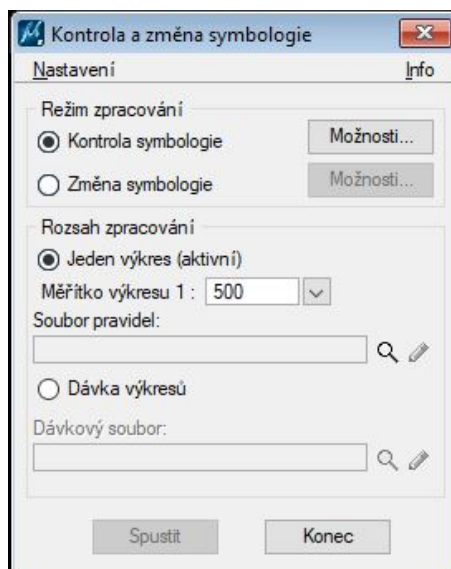 Kontrola a změna symbologie
Nastavení Info
Režim zpracování
Kontrola symbologie Možnosti...
Změna symbologie Možnosti...
Rozsah zpracování
Jeden výkres (aktivní)
Měřítko výkresu 1 : 500
Soubor pravidel:
Dávka výkresů
Dávkový soubor:
Spustit Konec